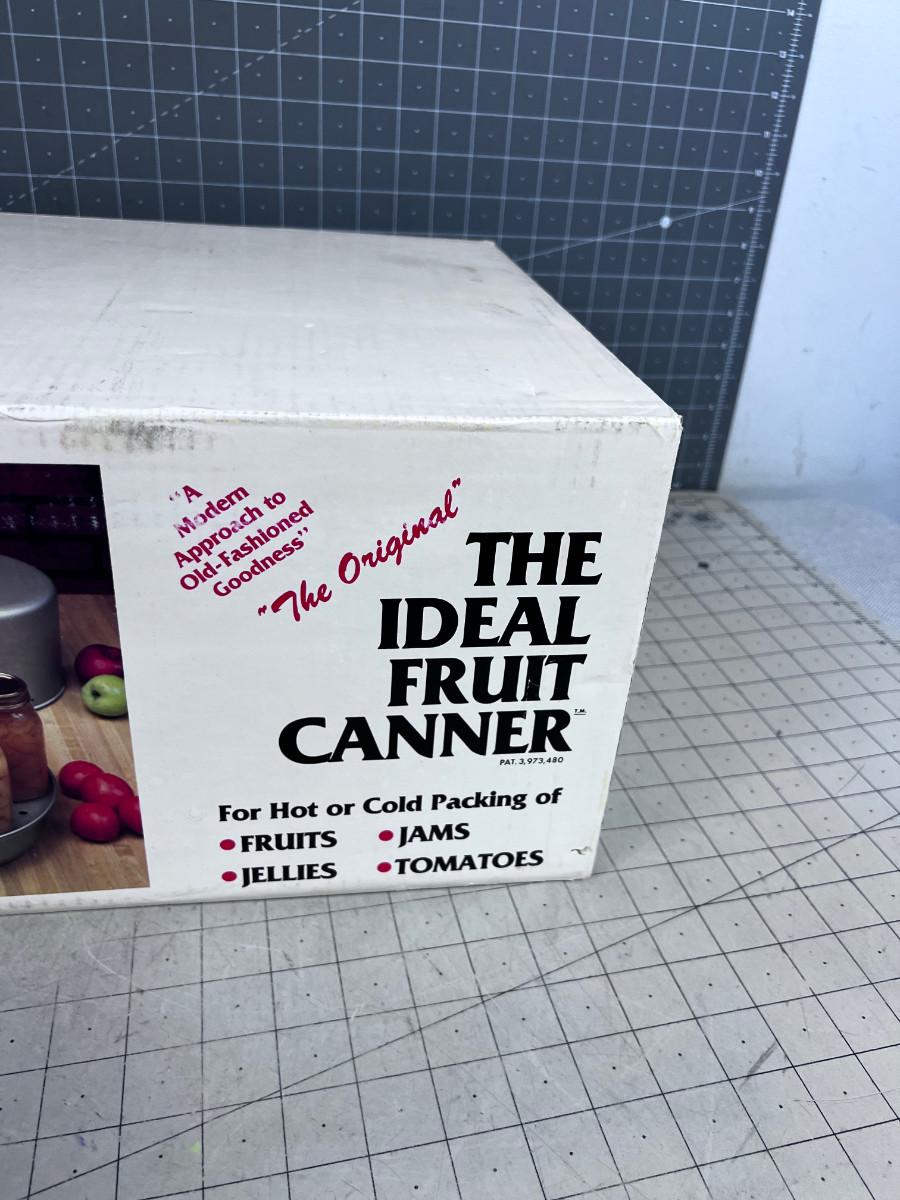 "A
Modern
Approach to
Old-Fashioned
Goodness"
"The Original"
THE
IDEAL
FRUIT
CANNER T.M.
PAT. 3,973,480
For Hot or Cold Packing of
•FRUITS •JAMS
•JELLIES •TOMATOES